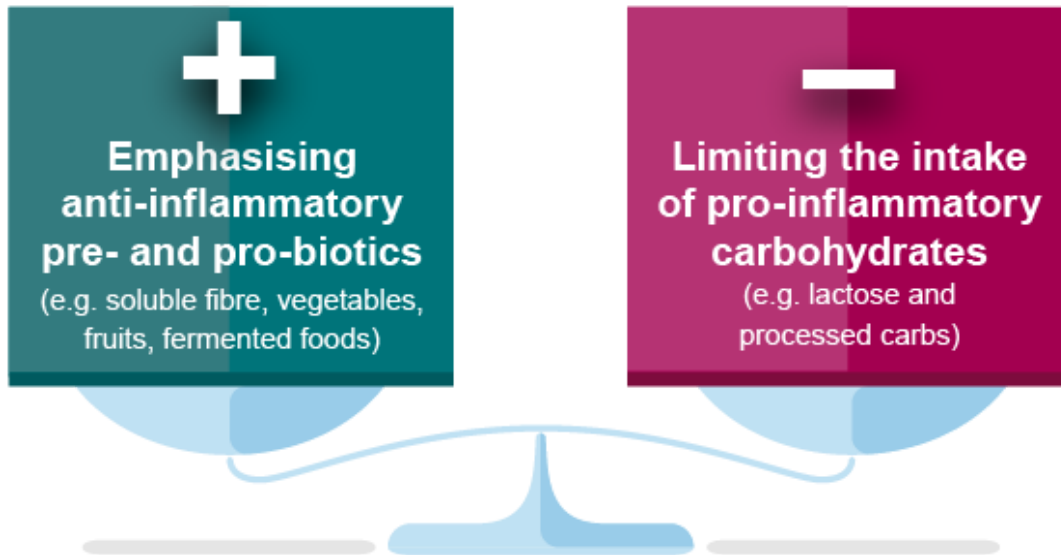 Emphasising
anti-inflammatory
pre- and pro-biotics
(e.g. soluble fibre, vegetables,
fruits, fermented foods)
Limiting the intake
of pro-inflammatory
carbohydrates
(e.g. lactose and
processed carbs)